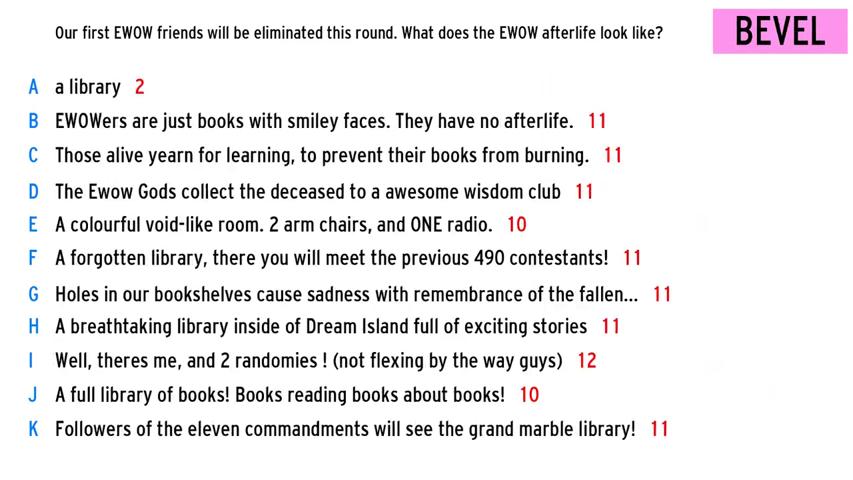 Our first EWOW friends will be eliminated this round. What does the EWOW afterlife look like?
BEVEL
A a library 2
B EWOWers are just books with smiley faces. They have no afterlife. 11
C Those alive yearn for learning, to prevent their books from burning. 11
D The Ewow Gods collect the deceased to a awesome wisdom club 11
E A colourful void-like room. 2 arm chairs, and ONE radio. 10
F A forgotten library, there you will meet the previous 490 contestants! 11
G Holes in our bookshelves cause sadness with remembrance of the fallen... 11
H A breathtaking library inside of Dream Island full of exciting stories 11
I Well, theres me, and 2 randomies ! (not flexing by the way guys) 12
J A full library of books! Books reading books about books! 10
K Followers of the eleven commandments will see the grand marble library! 11